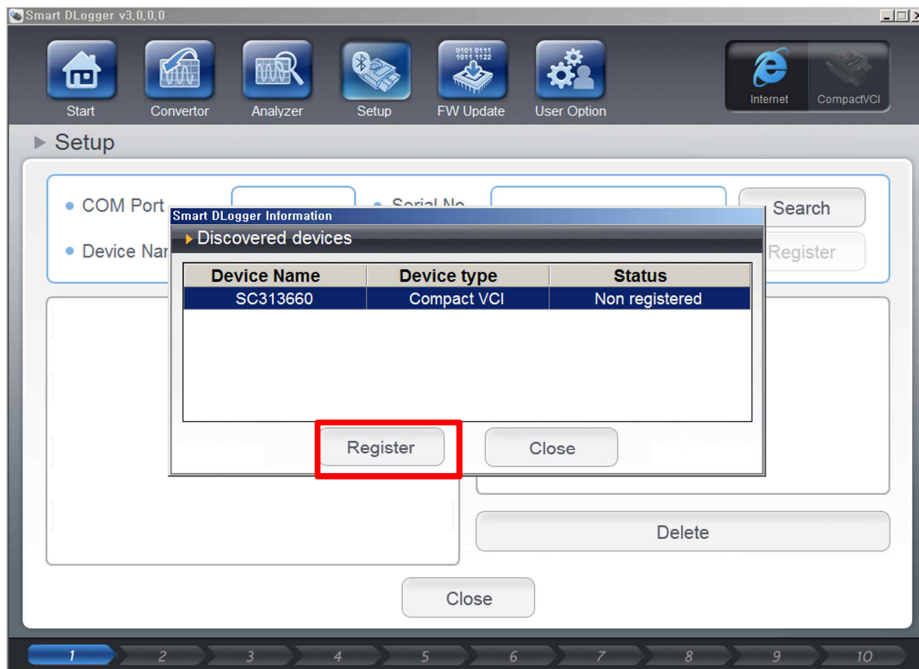 Smart DLogger v3,0,0,0
0101 0111
1011 1122
Start Convertor Analyzer Setup FW Update User Option Internet CompactVCI
Setup
COM Port Serial No
Search
Smart DLogger Information
Device Nar
Discovered devices
Register
Device Name Device type Status
SC313660 Compact VCI Non registered
Register Close
Delete
Close
1 2 3 4 5 6 7 8 9 10